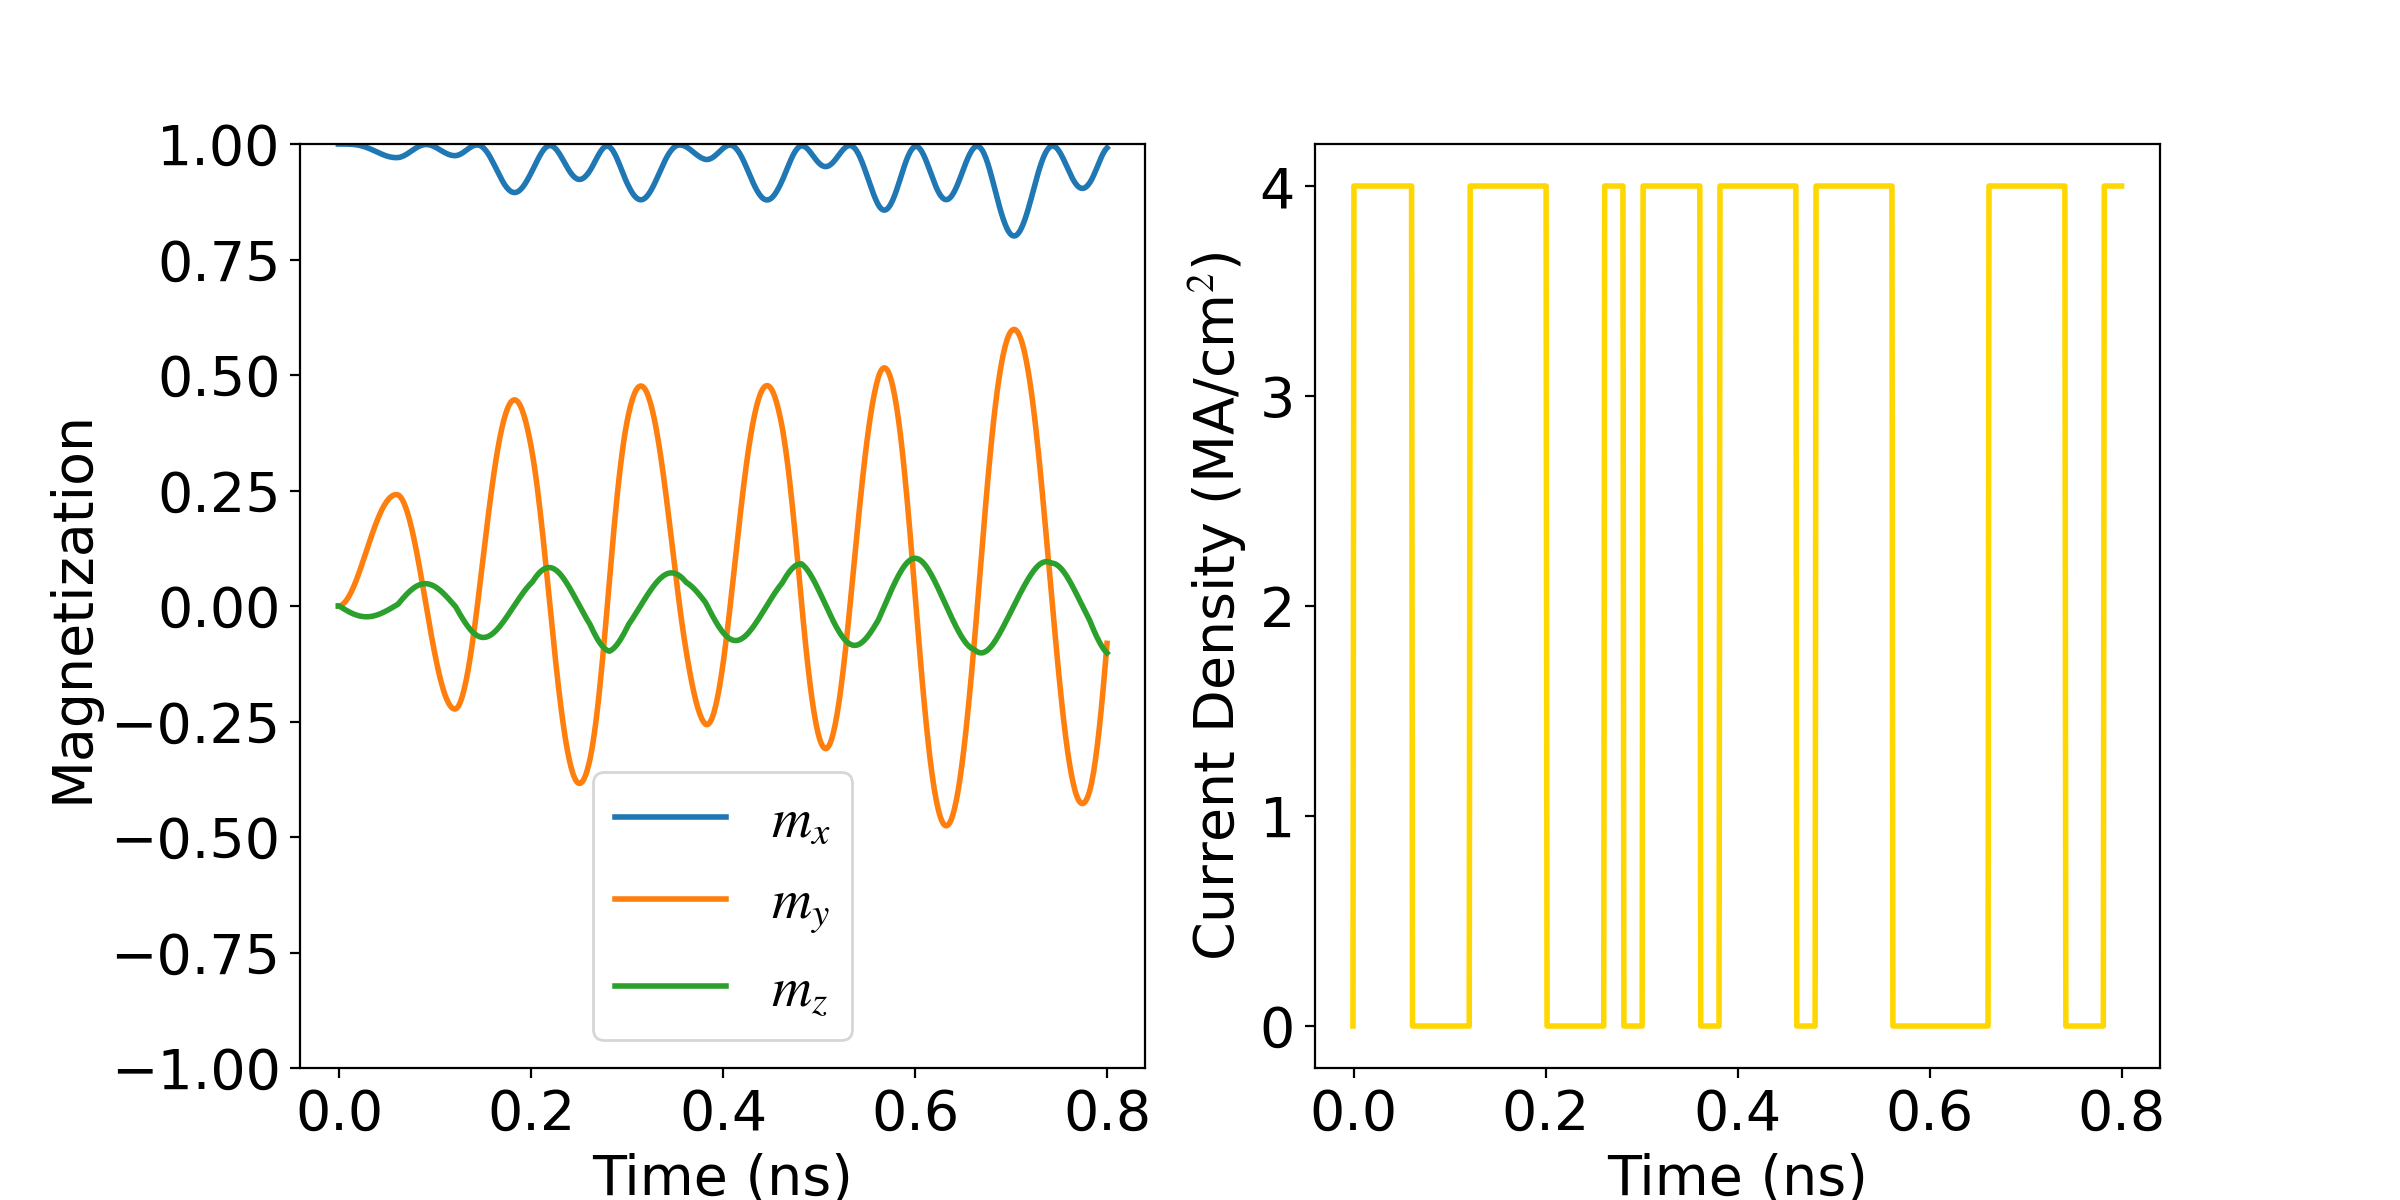 Magnetization
1.00
0.75
0.50
0.25
0.00
−0.25
−0.50
−0.75
−1.00
0.0 0.2 0.4 0.6 0.8
Time (ns)
m_x
m_y
m_z
Current Density (MA/cm²)
4
3
2
1
0
0.0 0.2 0.4 0.6 0.8
Time (ns)